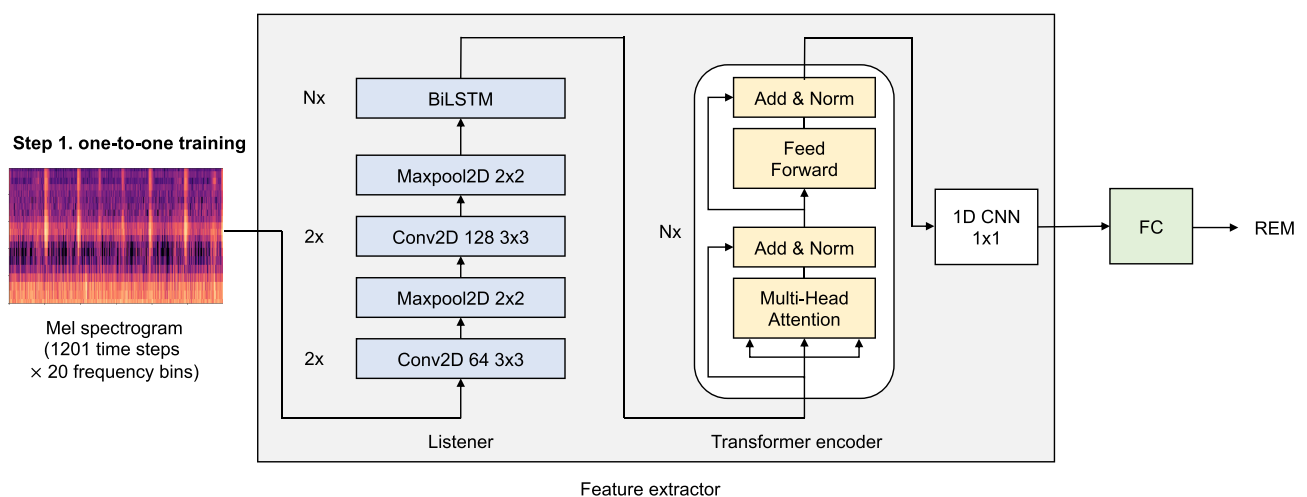 Step 1. one-to-one training
Mel spectrogram
(1201 time steps
× 20 frequency bins)
Nx
BiLSTM
Maxpool2D 2x2
2x
Conv2D 128 3x3
Maxpool2D 2x2
2x
Conv2D 64 3x3
Listener
Add & Norm
Feed
Forward
Nx
Add & Norm
Multi-Head
Attention
Transformer encoder
1D CNN
1x1
FC
REM
Feature extractor